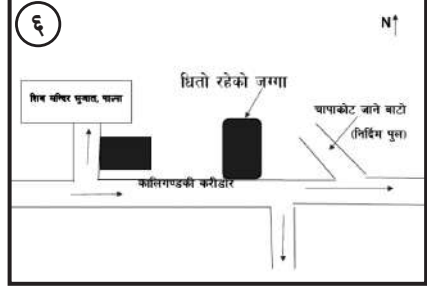 ६
N
धितो रहेको जग्गा
शिव मन्दिर भुवात, पाल्पा
चापाकोट जाने बाटो
(निर्दिम पुल)
कालिगण्डकी करीडोर